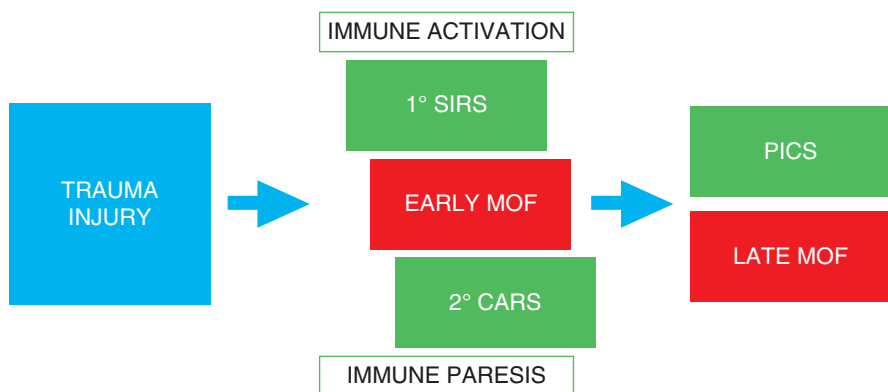 IMMUNE ACTIVATION
1° SIRS
TRAUMA
INJURY
EARLY MOF
PICS
LATE MOF
2° CARS
IMMUNE PARESIS